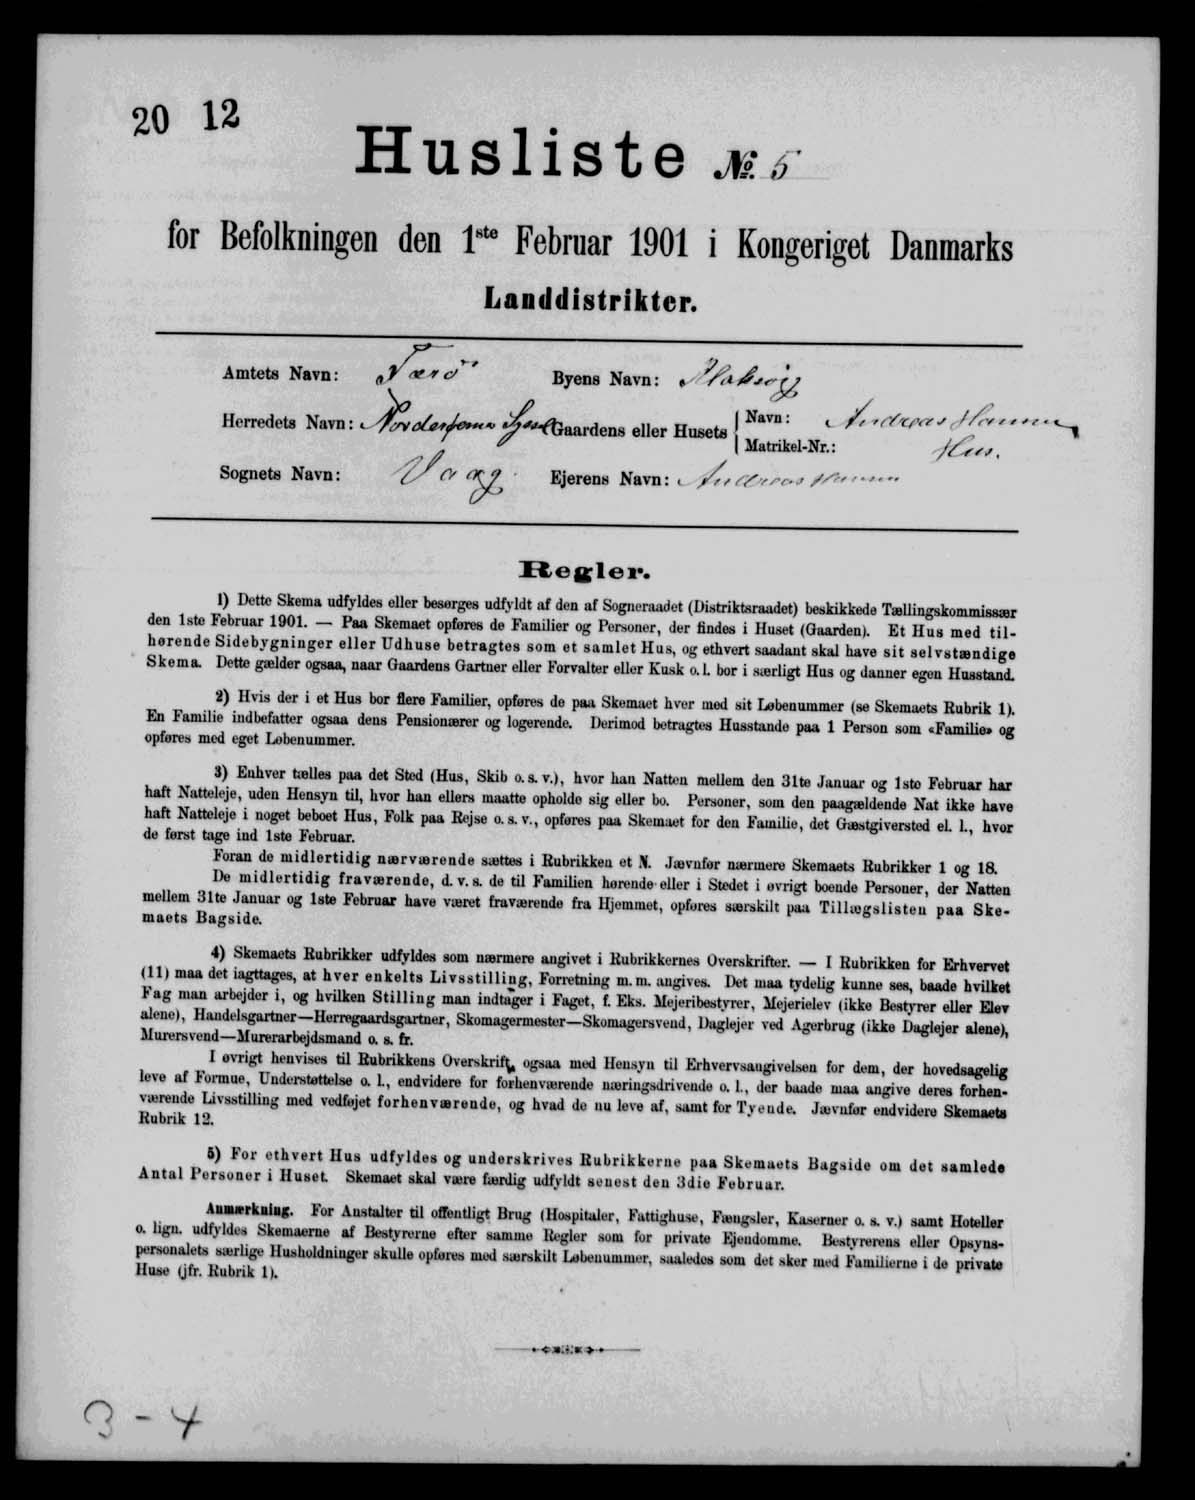 20 12
Husliste №. 5
for Befolkningen den 1ste Februar 1901 i Kongeriget Danmarks
Landdistrikter.
Amtets Navn: Færö Byens Navn: Klaksvig
Herredets Navn: Norderøernes Syssel Gaardens eller Husets Navn: Andreas Hansens
Matrikel-Nr.: Hus.
Sognets Navn: Vaag. Ejerens Navn: Andreas Hansen
Regler.
1) Dette Skema udfyldes eller besørges udfyldt af den af Sogneraadet (Distriktsraadet) beskikkede Tællingskommissær
den 1ste Februar 1901. — Paa Skemaet opføres de Familier og Personer, der findes i Huset (Gaarden). Et Hus med til-
hørende Sidebygninger eller Udhuse betragtes som et samlet Hus, og ethvert saadant skal have sit selvstændige
Skema. Dette gælder ogsaa, naar Gaardens Gartner eller Forvalter eller Kusk o. l. bor i særligt Hus og danner egen Husstand.
2) Hvis der i et Hus bor flere Familier, opføres de paa Skemaet hver med sit Løbenummer (se Skemaets Rubrik 1).
En Familie indbefatter ogsaa dens Pensionærer og logerende. Derimod betragtes Husstande paa 1 Person som «Familie» og
opføres med eget Løbenummer.
3) Enhver tælles paa det Sted (Hus, Skib o. s. v.), hvor han Natten mellem den 31te Januar og 1ste Februar har
haft Natteleje, uden Hensyn til, hvor han ellers maatte opholde sig eller bo. Personer, som den paagældende Nat ikke have
haft Natteleje i noget beboet Hus, Folk paa Rejse o. s. v., opføres paa Skemaet for den Familie, det Gæstgiversted el. l., hvor
de først tage ind 1ste Februar.
Foran de midlertidig nærværende sættes i Rubrikken et N. Jævnfør nærmere Skemaets Rubrikker 1 og 18.
De midlertidig fraværende, d. v. s. de til Familien hørende eller i Stedet i øvrigt boende Personer, der Natten
mellem 31te Januar og 1ste Februar have været fraværende fra Hjemmet, opføres særskilt paa Tillægslisten paa Ske-
maets Bagside.
4) Skemaets Rubrikker udfyldes som nærmere angivet i Rubrikkernes Overskrifter. — I Rubrikken for Erhvervet
(11) maa det iagttages, at hver enkelts Livsstilling, Forretning m. m. angives. Det maa tydelig kunne ses, baade hvilket
Fag man arbejder i, og hvilken Stilling man indtager i Faget, f. Eks. Mejeribestyrer, Mejerielev (ikke Bestyrer eller Elev
alene), Handelsgartner—Herregaardsgartner, Skomagermester—Skomagersvend, Daglejer ved Agerbrug (ikke Daglejer alene),
Murersvend—Murerarbejdsmand o. s. fr.
I øvrigt henvises til Rubrikkens Overskrift, ogsaa med Hensyn til Erhvervsangivelsen for dem, der hovedsagelig
leve af Formue, Understøttelse o. l., endvidere for forhenværende næringsdrivende o. l., der baade maa angive deres forhen-
værende Livsstilling med vedføjet forhenværende, og hvad de nu leve af, samt for Tyende. Jævnfør endvidere Skemaets
Rubrik 12.
5) For ethvert Hus udfyldes og underskrives Rubrikkerne paa Skemaets Bagside om det samlede
Antal Personer i Huset. Skemaet skal være færdig udfyldt senest den 3die Februar.
Anmærkning. For Anstalter til offentligt Brug (Hospitaler, Fattighuse, Fængsler, Kaserner o. s. v.) samt Hoteller
o. lign. udfyldes Skemaerne af Bestyrerne efter samme Regler som for private Ejendomme. Bestyrerens eller Opsyns-
personalets særlige Husholdninger skulle opføres med særskilt Løbenummer, saaledes som det sker med Familierne i de private
Huse (jfr. Rubrik 1).
3 - 4